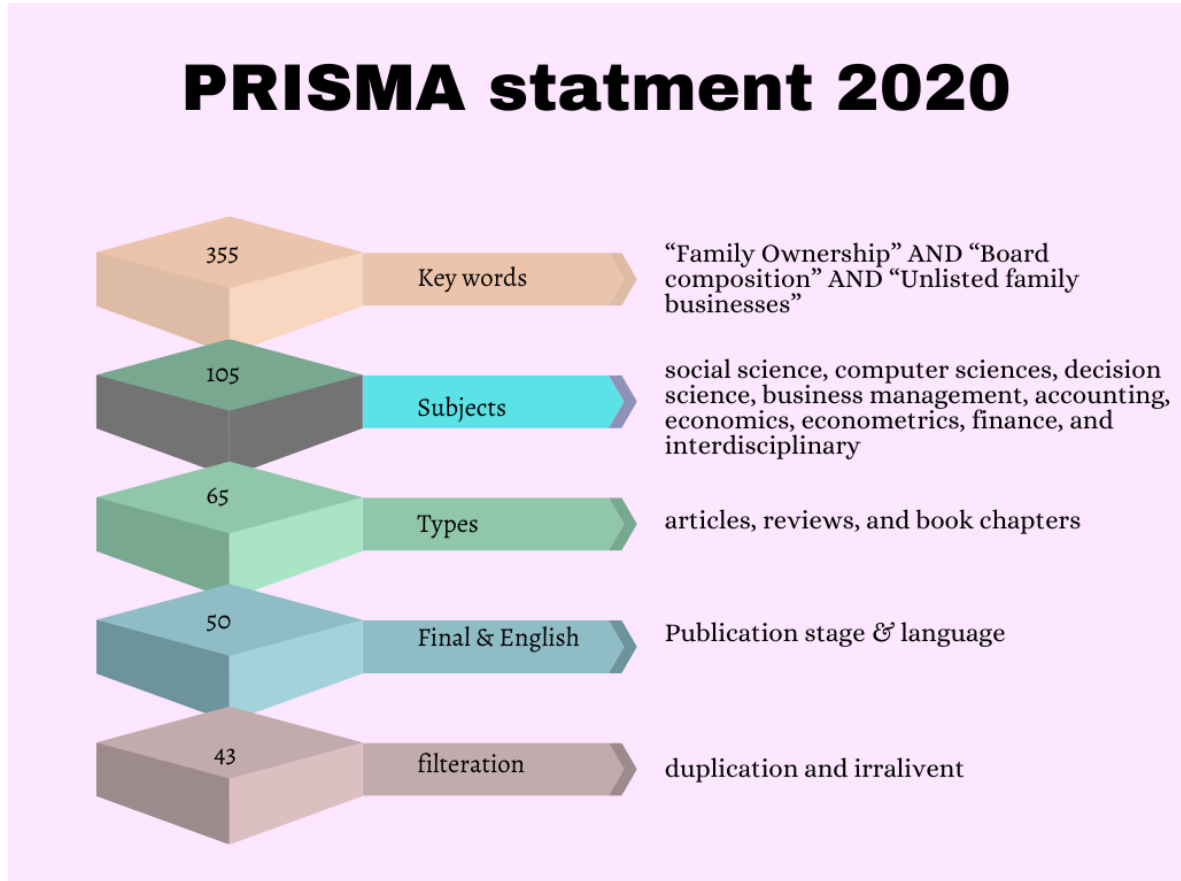 PRISMA statment 2020
355
Key words
“Family Ownership” AND “Board
composition” AND “Unlisted family
businesses”
105
Subjects
social science, computer sciences, decision
science, business management, accounting,
economics, econometrics, finance, and
interdisciplinary
65
Types
articles, reviews, and book chapters
50
Final & English
Publication stage & language
43
filteration
duplication and irralivent